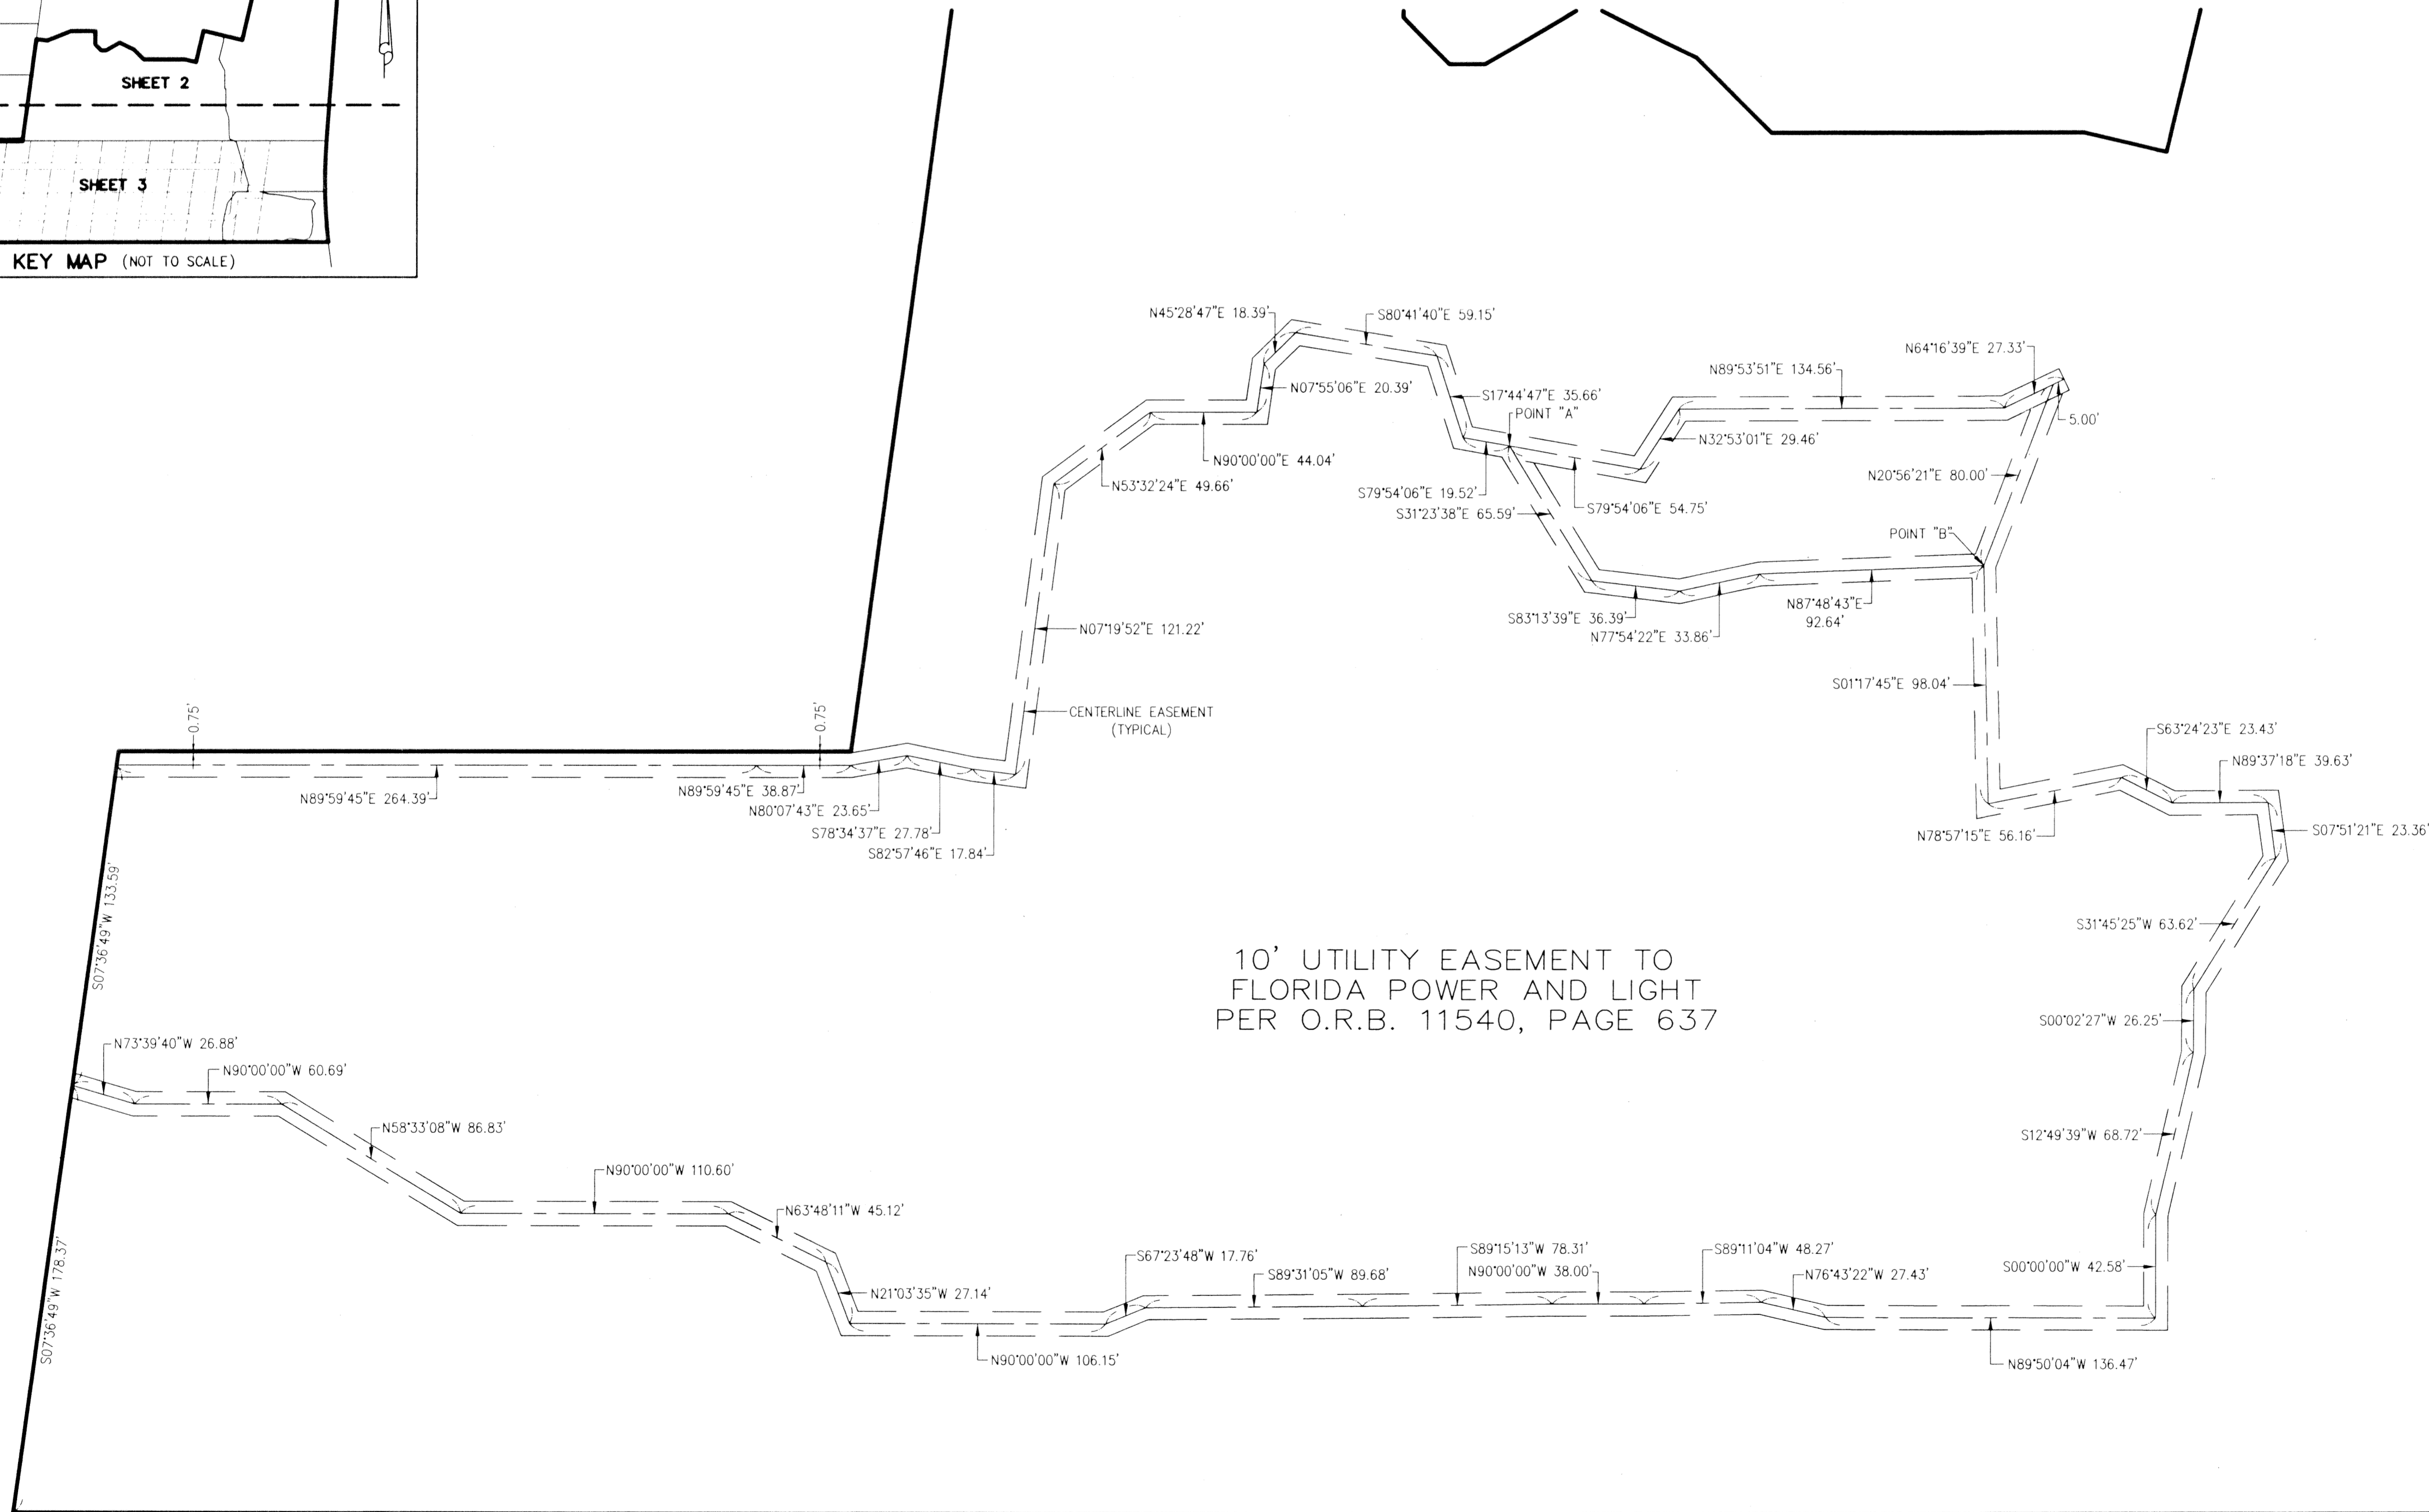 SHEET 2
SHEET 3
KEY MAP (NOT TO SCALE)
N45°28'47"E 18.39'
S80°41'40"E 59.15'
N64°16'39"E 27.33'
N89°53'51"E 134.56'
N07°55'06"E 20.39'
S17°44'47"E 35.66'
POINT "A"
5.00'
N32°53'01"E 29.46'
N90°00'00"E 44.04'
N20°56'21"E 80.00'
N53°32'24"E 49.66'
S79°54'06"E 19.52'
S79°54'06"E 54.75'
S31°23'38"E 65.59'
POINT "B"
N87°48'43"E
92.64'
S83°13'39"E 36.39'
N07°19'52"E 121.22'
N77°54'22"E 33.86'
S01°17'45"E 98.04'
CENTERLINE EASEMENT
(TYPICAL)
0.75'
0.75'
S63°24'23"E 23.43'
N89°37'18"E 39.63'
N89°59'45"E 264.39'
N89°59'45"E 38.87'
N80°07'43"E 23.65'
S78°34'37"E 27.78'
S82°57'46"E 17.84'
N78°57'15"E 56.16'
S07°51'21"E 23.36'
S07°36'49"W 133.59'
S31°45'25"W 63.62'
10' UTILITY EASEMENT TO
FLORIDA POWER AND LIGHT
PER O.R.B. 11540, PAGE 637
S00°02'27"W 26.25'
N73°39'40"W 26.88'
N90°00'00"W 60.69'
N58°33'08"W 86.83'
S12°49'39"W 68.72'
N90°00'00"W 110.60'
N63°48'11"W 45.12'
S67°23'48"W 17.76'
S89°15'13"W 78.31'
S89°11'04"W 48.27'
S89°31'05"W 89.68'
N90°00'00"W 38.00'
N76°43'22"W 27.43'
S00°00'00"W 42.58'
N21°03'35"W 27.14'
S07°36'49"W 178.37'
N90°00'00"W 106.15'
N89°50'04"W 136.47'